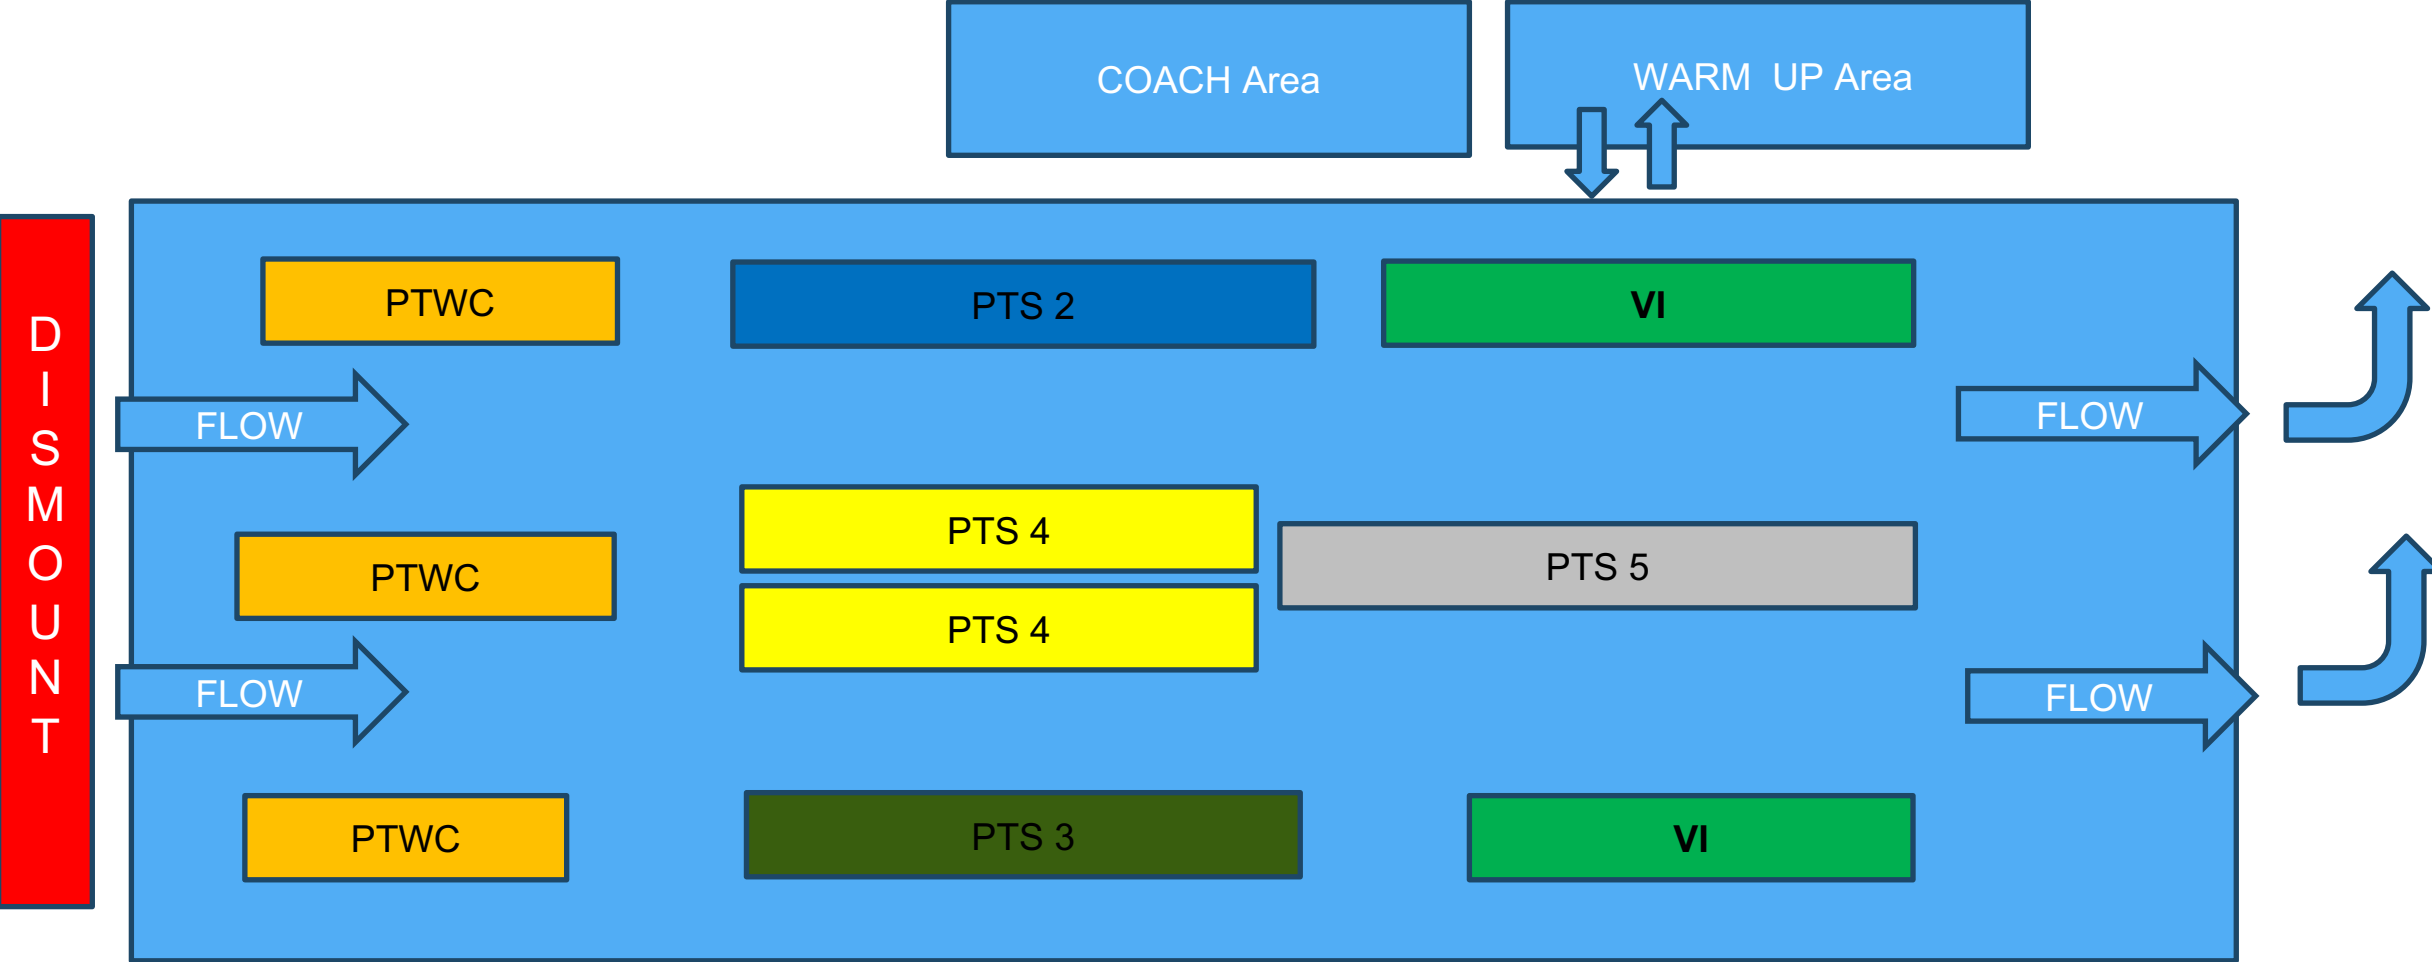 COACH Area
WARM  UP Area
D
I
S
M
O
U
N
T
PTWC
PTS 2
VI
FLOW
FLOW
PTS 4
PTS 5
PTWC
PTS 4
FLOW
FLOW
PTWC
PTS 3
VI